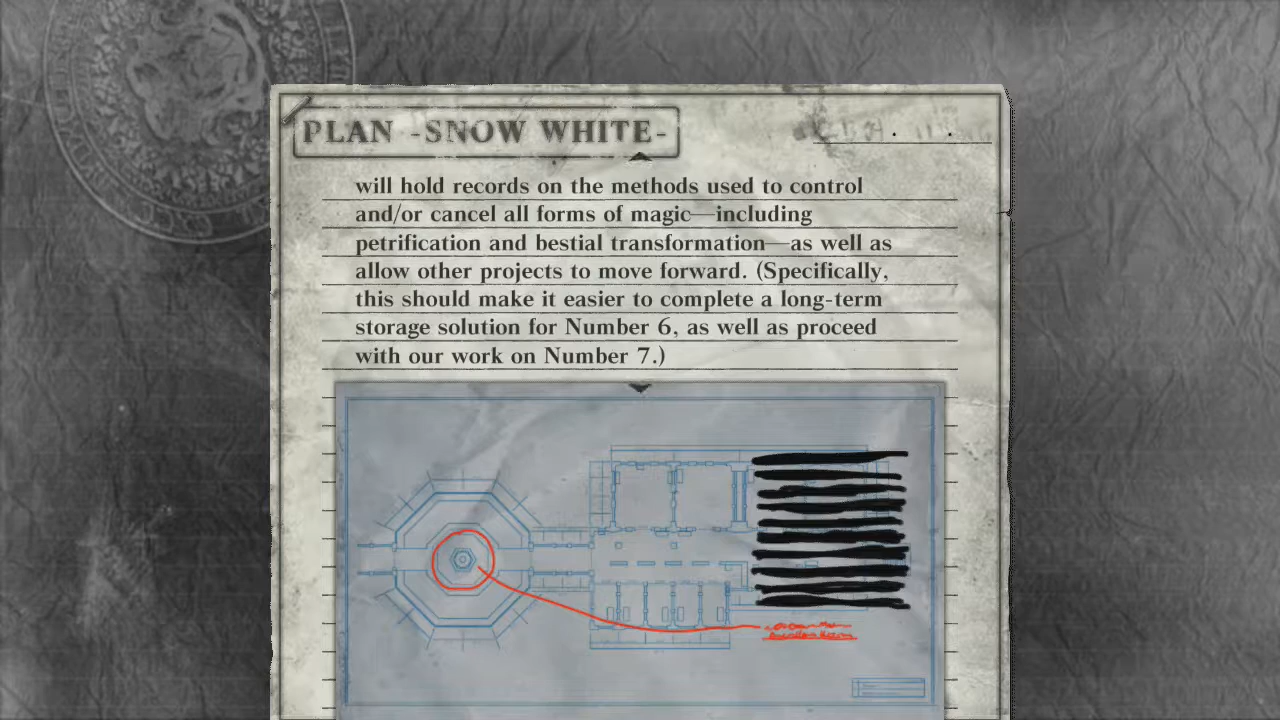 PLAN -SNOW WHITE-
will hold records on the methods used to control
and/or cancel all forms of magic—including
petrification and bestial transformation—as well as
allow other projects to move forward. (Specifically,
this should make it easier to complete a long-term
storage solution for Number 6, as well as proceed
with our work on Number 7.)